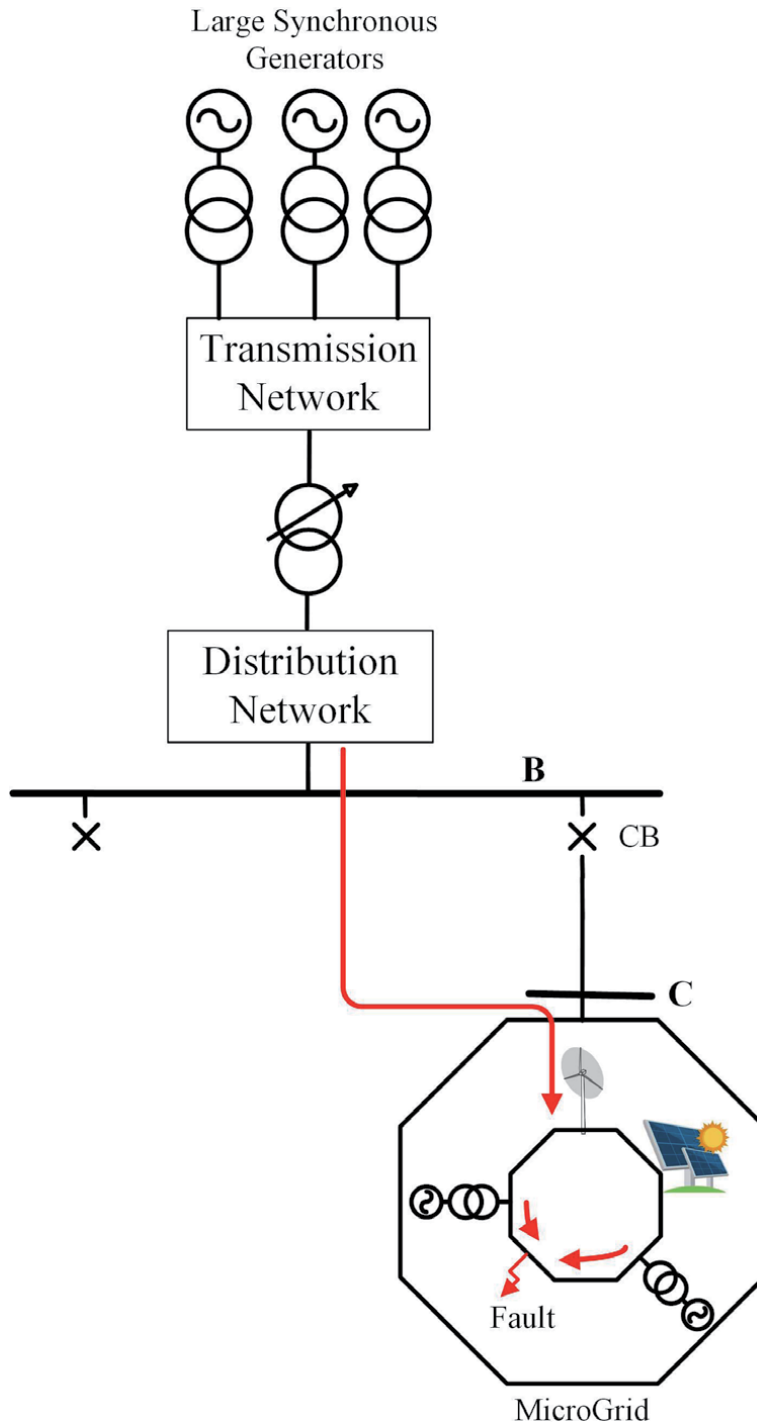 Large Synchronous
Generators
Transmission
Network
Distribution
Network
B
CB
C
Fault
MicroGrid